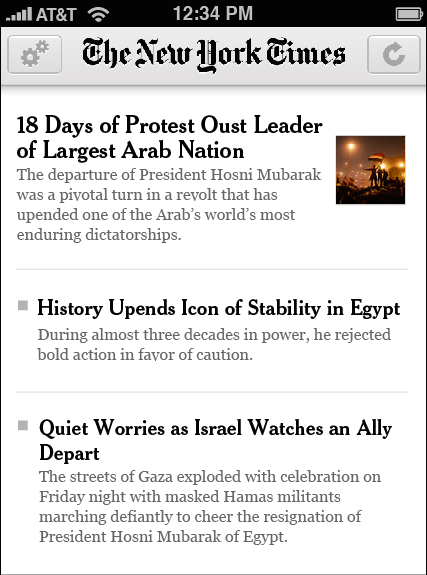 AT&T 12:34 PM
The New York Times
18 Days of Protest Oust Leader
of Largest Arab Nation
The departure of President Hosni Mubarak
was a pivotal turn in a revolt that has
upended one of the Arab’s world’s most
enduring dictatorships.
History Upends Icon of Stability in Egypt
During almost three decades in power, he rejected
bold action in favor of caution.
Quiet Worries as Israel Watches an Ally
Depart
The streets of Gaza exploded with celebration on
Friday night with masked Hamas militants
marching defiantly to cheer the resignation of
President Hosni Mubarak of Egypt.